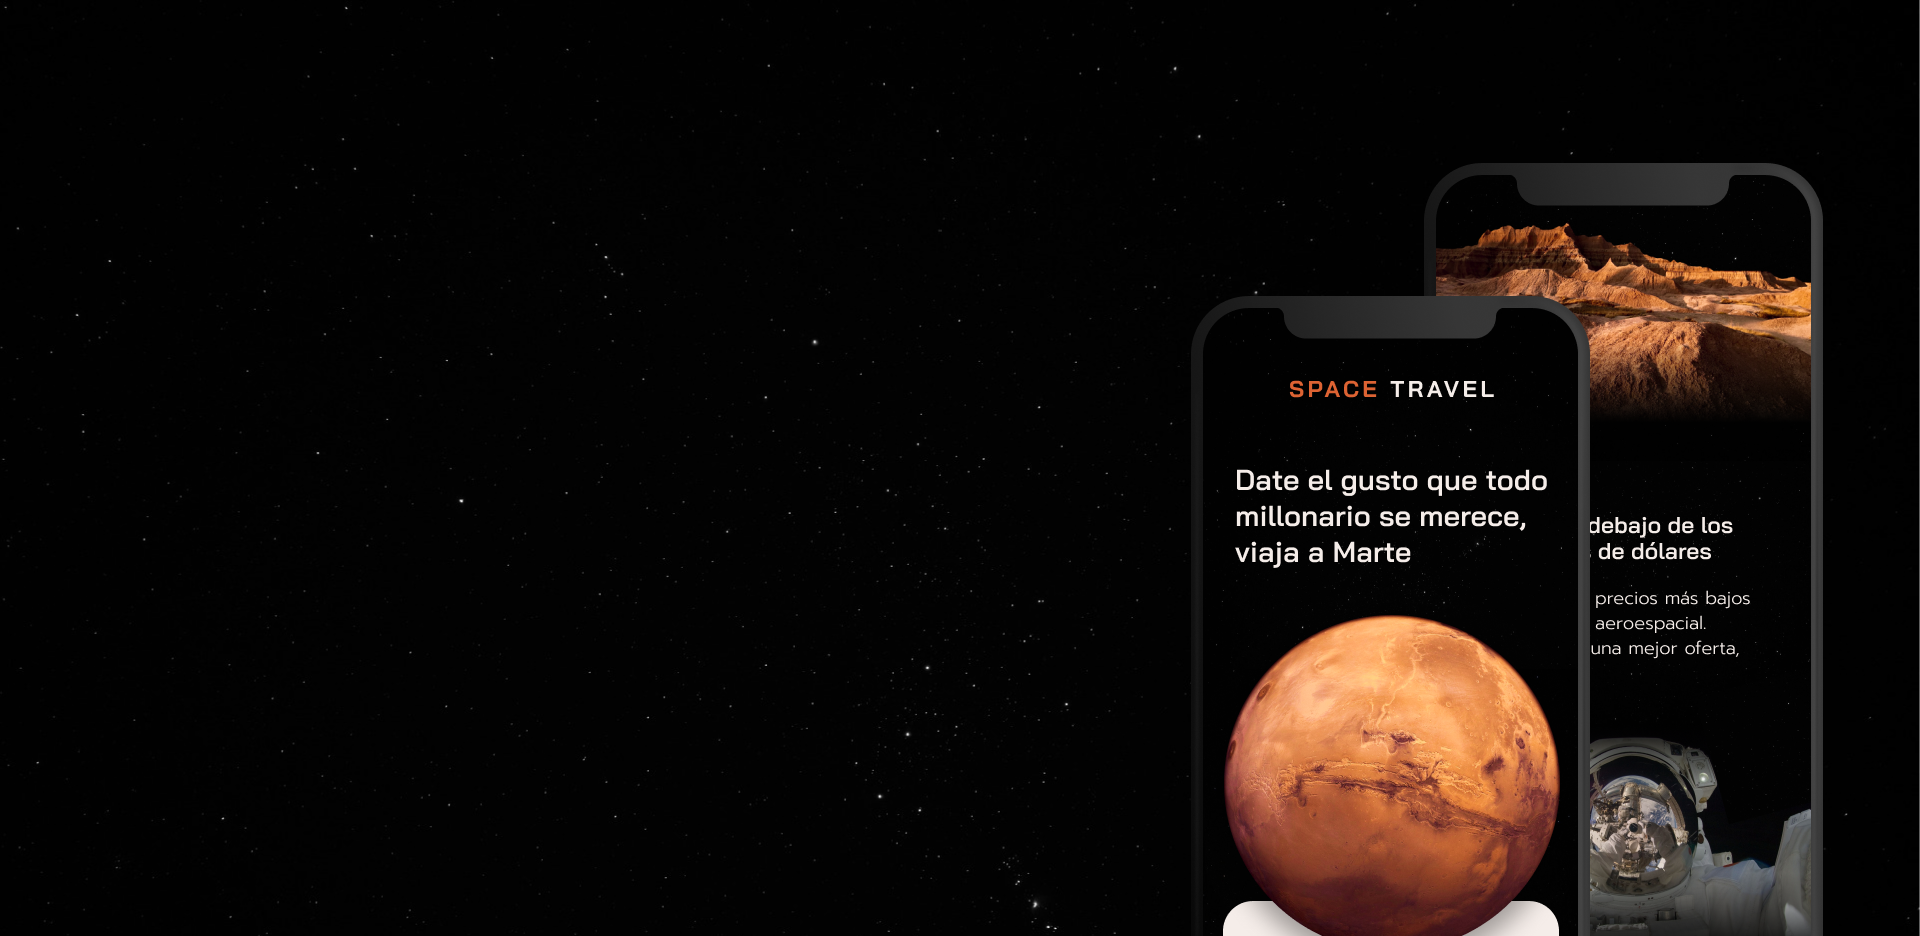 SPACE TRAVEL
Date el gusto que todo
millonario se merece,
viaja a Marte
debajo de los
de dólares
precios más bajos
aeroespacial.
una mejor oferta,